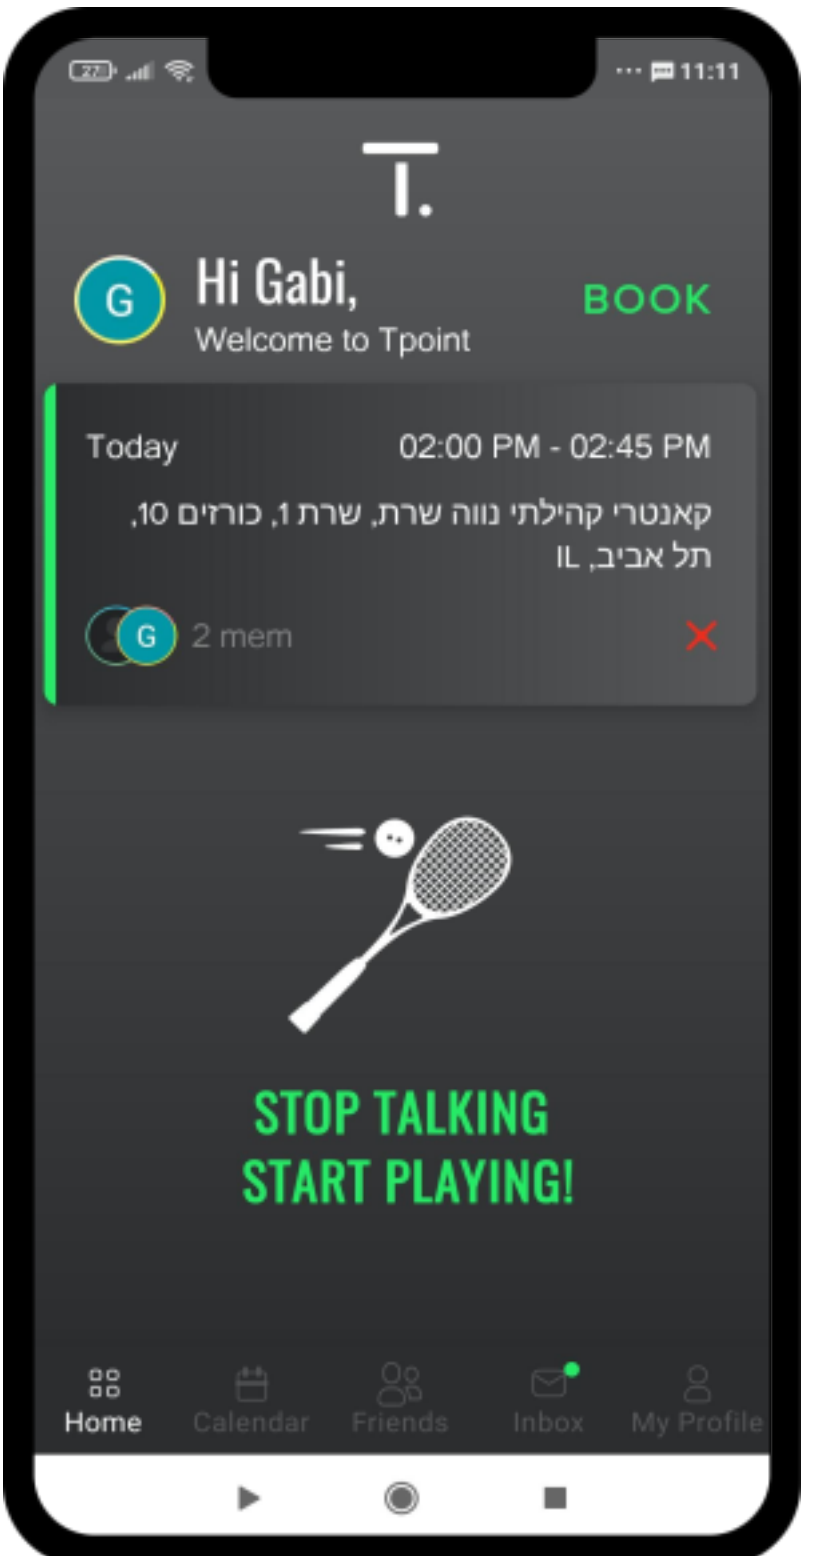 27
11:11
T.
G
Hi Gabi,
Welcome to Tpoint
BOOK
Today
02:00 PM - 02:45 PM
קאנטרי קהילתי נווה שרת, שרת 1, כורזים 10,
תל אביב, IL
G
2 mem
STOP TALKING
START PLAYING!
Home
Calendar
Friends
Inbox
My Profile